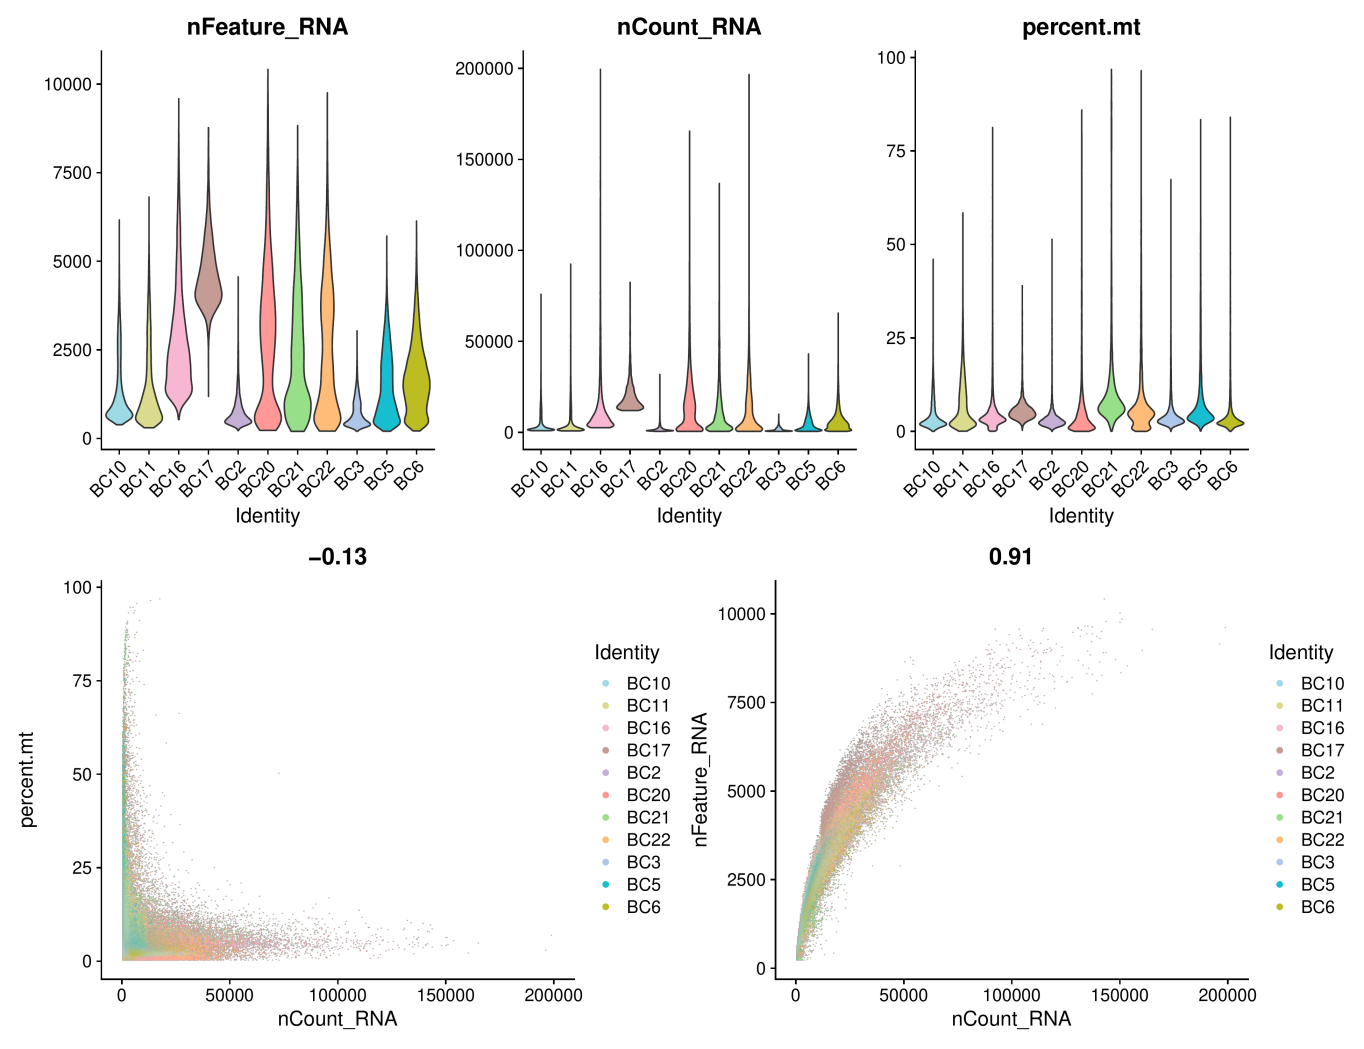 nFeature_RNA
10000
7500
5000
2500
0
BC10 BC11 BC16 BC17 BC2 BC20 BC21 BC22 BC3 BC5 BC6
Identity
nCount_RNA
200000
150000
100000
50000
0
BC10 BC11 BC16 BC17 BC2 BC20 BC21 BC22 BC3 BC5 BC6
Identity
percent.mt
100
75
50
25
0
BC10 BC11 BC16 BC17 BC2 BC20 BC21 BC22 BC3 BC5 BC6
Identity
−0.13
percent.mt
100
75
50
25
0
0 50000 100000 150000 200000
nCount_RNA
Identity
BC10
BC11
BC16
BC17
BC2
BC20
BC21
BC22
BC3
BC5
BC6
0.91
nFeature_RNA
10000
7500
5000
2500
0
0 50000 100000 150000 200000
nCount_RNA
Identity
BC10
BC11
BC16
BC17
BC2
BC20
BC21
BC22
BC3
BC5
BC6